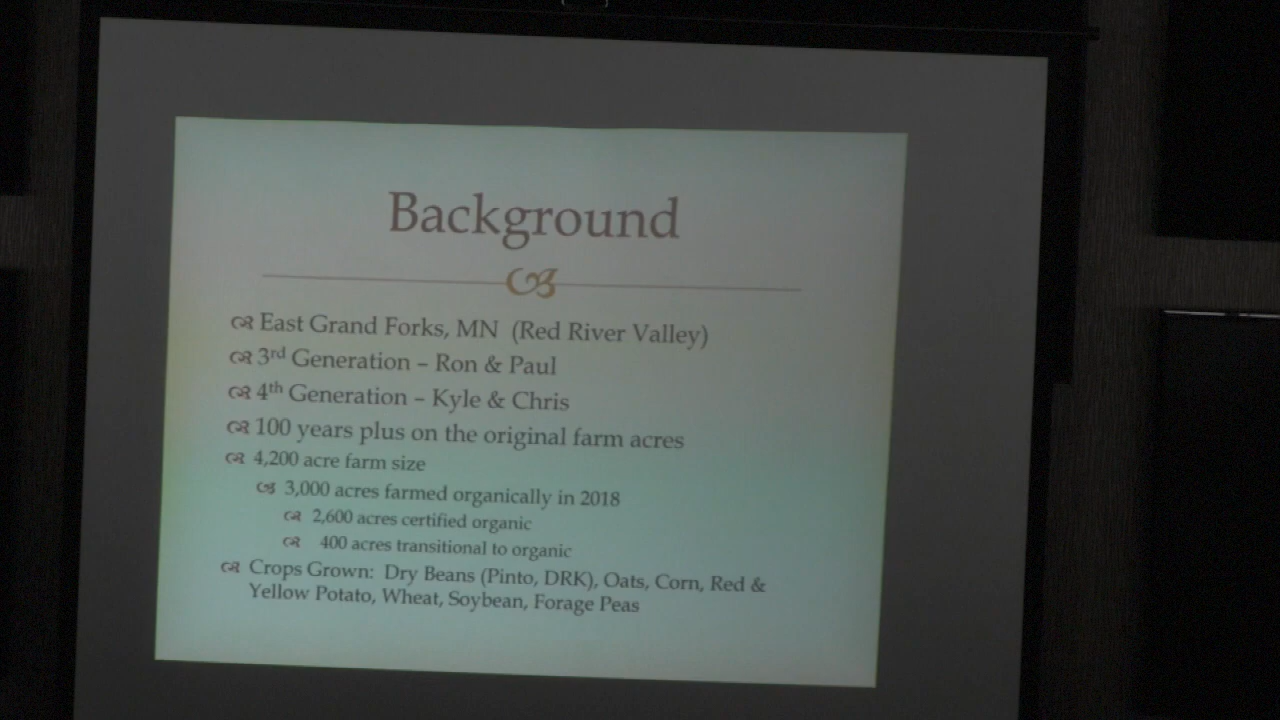 Background
East Grand Forks, MN (Red River Valley)
3rd Generation – Ron & Paul
4th Generation – Kyle & Chris
100 years plus on the original farm acres
4,200 acre farm size
3,000 acres farmed organically in 2018
2,600 acres certified organic
400 acres transitional to organic
Crops Grown: Dry Beans (Pinto, DRK), Oats, Corn, Red &
Yellow Potato, Wheat, Soybean, Forage Peas